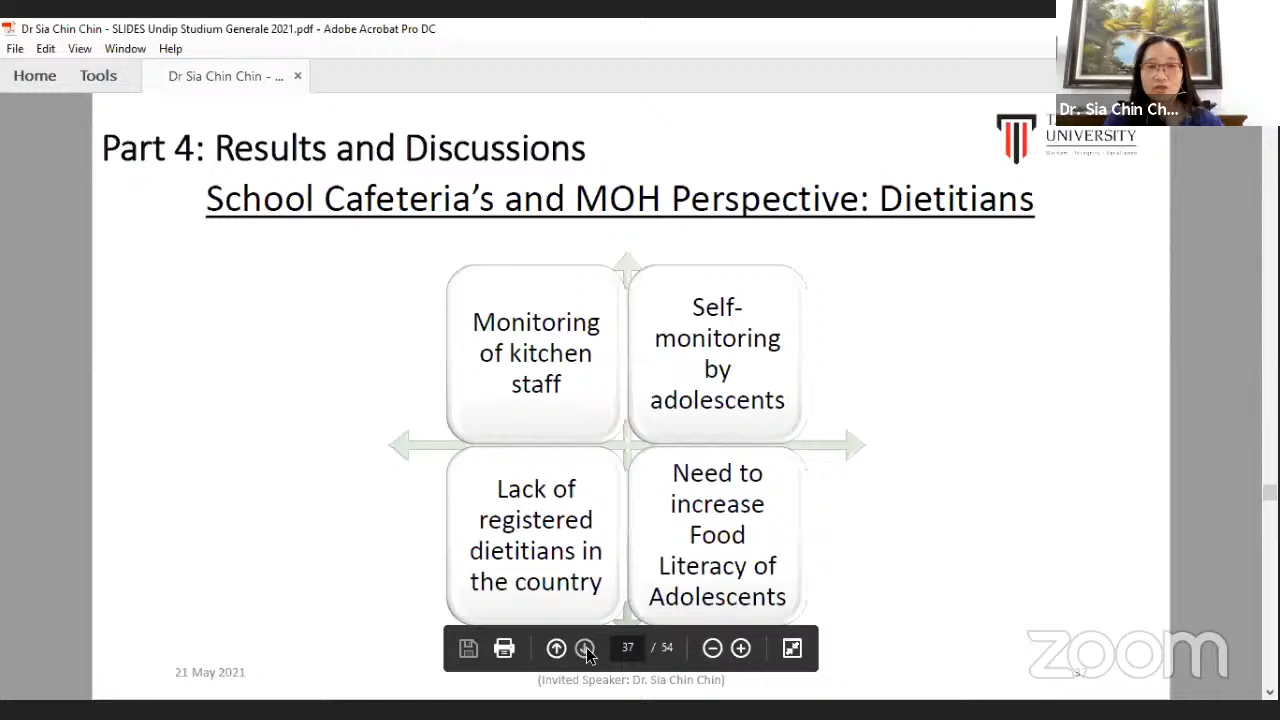 Dr Sia Chin Chin - SLIDES Undip Studium Generale 2021.pdf - Adobe Acrobat Pro DC
File Edit View Window Help
Home Tools Dr Sia Chin Chin - ... ×
Dr. Sia Chin Ch...
UNIVERSITY
Part 4: Results and Discussions
School Cafeteria's and MOH Perspective: Dietitians
Monitoring
of kitchen
staff
Self-
monitoring
by
adolescents
Lack of
registered
dietitians in
the country
Need to
increase
Food
Literacy of
Adolescents
37 / 54
zoom
21 May 2021
(Invited Speaker: Dr. Sia Chin Chin)